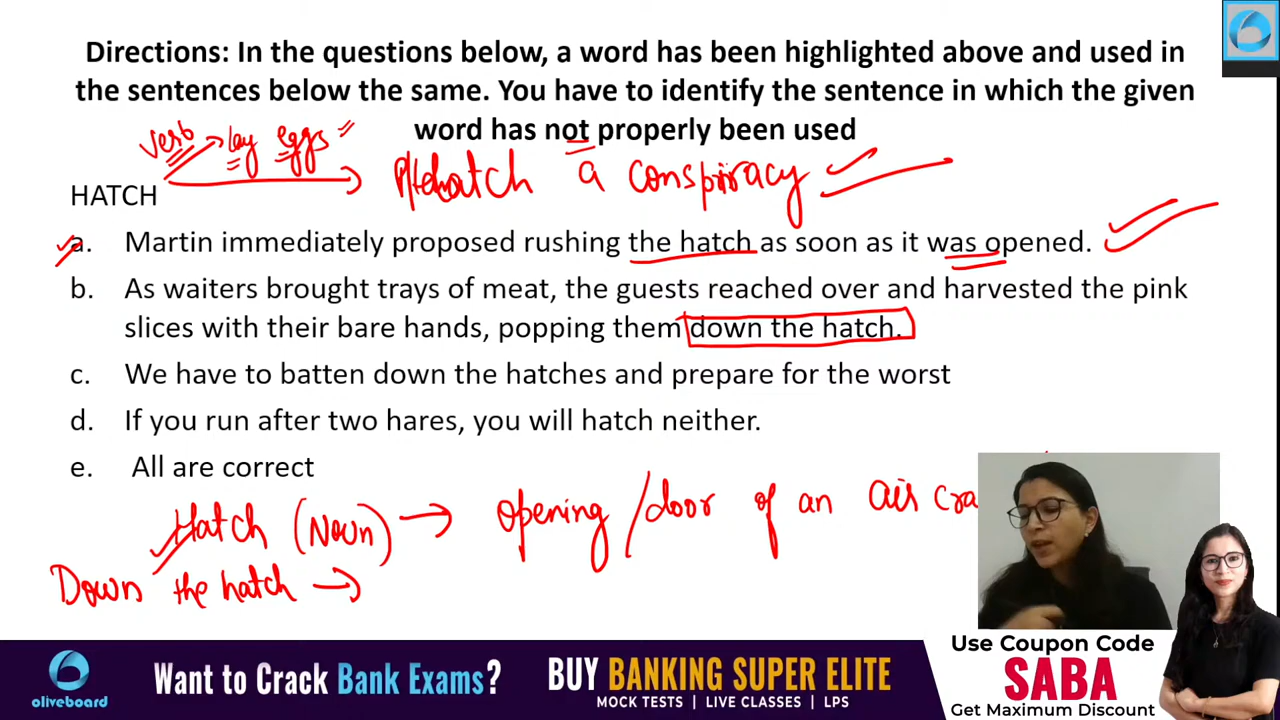 Directions: In the questions below, a word has been highlighted above and used in
the sentences below the same. You have to identify the sentence in which the given
word has not properly been used
verb → lay eggs
hatch a conspiracy
HATCH
a. Martin immediately proposed rushing the hatch as soon as it was opened.
b. As waiters brought trays of meat, the guests reached over and harvested the pink
slices with their bare hands, popping them down the hatch.
c. We have to batten down the hatches and prepare for the worst
d. If you run after two hares, you will hatch neither.
e. All are correct
Hatch (Noun) → opening/door of an air cra
Down the hatch →
Use Coupon Code
SABA
Get Maximum Discount
oliveboard
Want to Crack Bank Exams?
BUY BANKING SUPER ELITE
MOCK TESTS | LIVE CLASSES | LPS